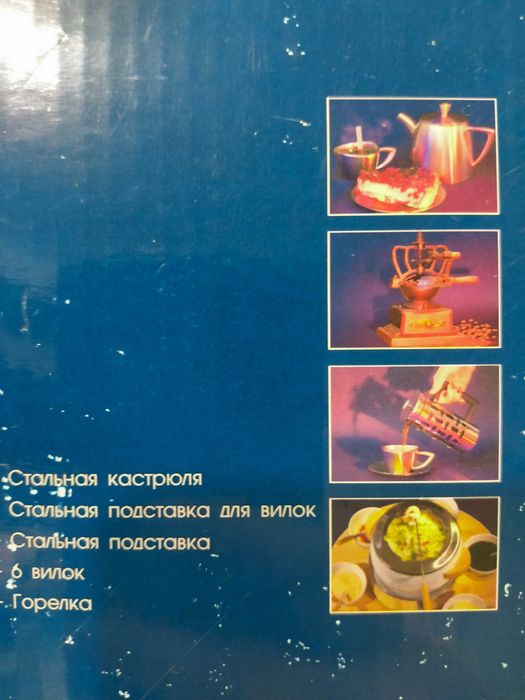 Стальная кастрюля
Стальная подставка для вилок
Стальная подставка
6 вилок
Горелка